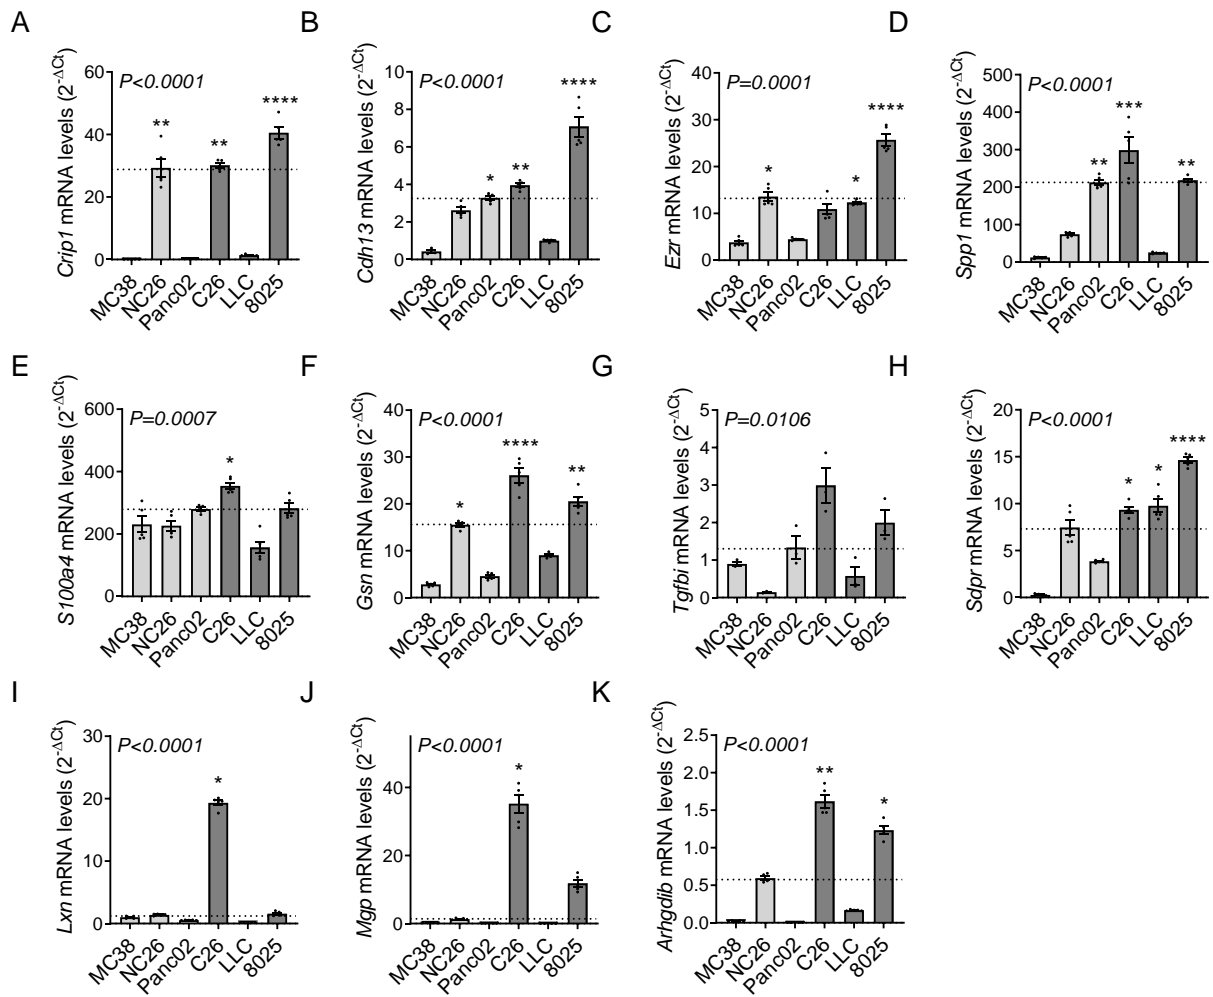 A
Crip1 mRNA levels (2^-ΔCt)
60
40
20
0
P<0.0001
**
**
****
MC38
NC26
Panc02
C26
LLC
8025
B
Cdh13 mRNA levels (2^-ΔCt)
10
8
6
4
2
0
P<0.0001
*
**
****
MC38
NC26
Panc02
C26
LLC
8025
C
Ezr mRNA levels (2^-ΔCt)
40
30
20
10
0
P=0.0001
*
*
****
MC38
NC26
Panc02
C26
LLC
8025
D
Spp1 mRNA levels (2^-ΔCt)
500
400
300
200
100
0
P<0.0001
**
***
**
MC38
NC26
Panc02
C26
LLC
8025
E
S100a4 mRNA levels (2^-ΔCt)
600
400
200
0
P=0.0007
*
MC38
NC26
Panc02
C26
LLC
8025
F
Gsn mRNA levels (2^-ΔCt)
40
30
20
10
0
P<0.0001
*
****
**
MC38
NC26
Panc02
C26
LLC
8025
G
Tgfbi mRNA levels (2^-ΔCt)
5
4
3
2
1
0
P=0.0106
MC38
NC26
Panc02
C26
LLC
8025
H
Sdpr mRNA levels (2^-ΔCt)
20
15
10
5
0
P<0.0001
*
*
****
MC38
NC26
Panc02
C26
LLC
8025
I
Lxn mRNA levels (2^-ΔCt)
30
20
10
0
P<0.0001
*
MC38
NC26
Panc02
C26
LLC
8025
J
Mgp mRNA levels (2^-ΔCt)
40
20
0
P<0.0001
*
MC38
NC26
Panc02
C26
LLC
8025
K
Arhgdib mRNA levels (2^-ΔCt)
2.5
2.0
1.5
1.0
0.5
0.0
P<0.0001
**
*
MC38
NC26
Panc02
C26
LLC
8025